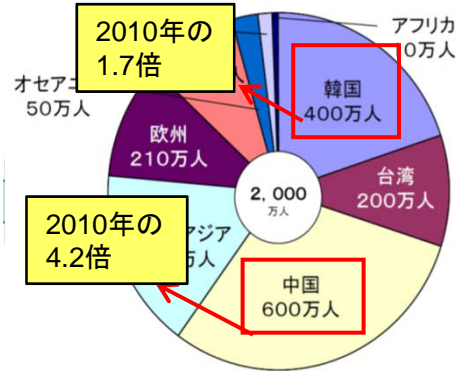 2010年の
1.7倍
アフリカ
0万人
韓国
400万人
オセアニ
50万人
欧州
210万人
台湾
200万人
2,000
万人
2010年の
4.2倍
アジア
万人
中国
600万人